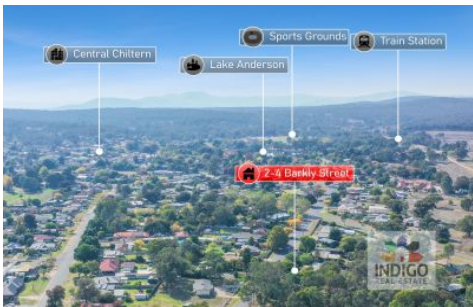 Sports Grounds
Central Chiltern
Train Station
Lake Anderson
2-4 Barkly Street
INDIGO
REAL ESTATE